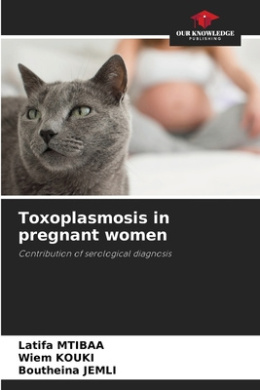 OUR KNOWLEDGE
PUBLISHING
Toxoplasmosis in
pregnant women
Contribution of serological diagnosis
Latifa MTIBAA
Wiem KOUKI
Boutheina JEMLI